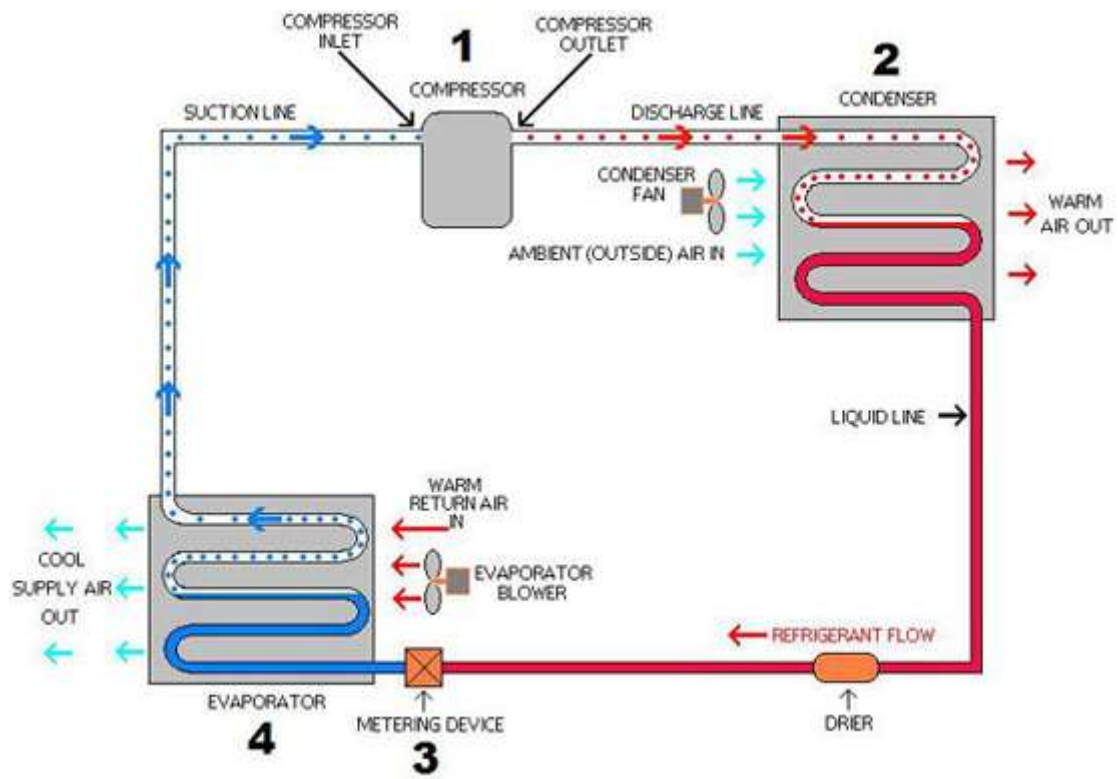 COMPRESSOR
INLET
1
COMPRESSOR
OUTLET
2
COMPRESSOR
CONDENSER
SUCTION LINE
DISCHARGE LINE
CONDENSER
FAN
WARM
AIR OUT
AMBIENT (OUTSIDE) AIR IN
LIQUID LINE
WARM
RETURN AIR
IN
COOL
SUPPLY AIR
OUT
EVAPORATOR
BLOWER
REFRIGERANT FLOW
EVAPORATOR
4
METERING DEVICE
3
DRIER